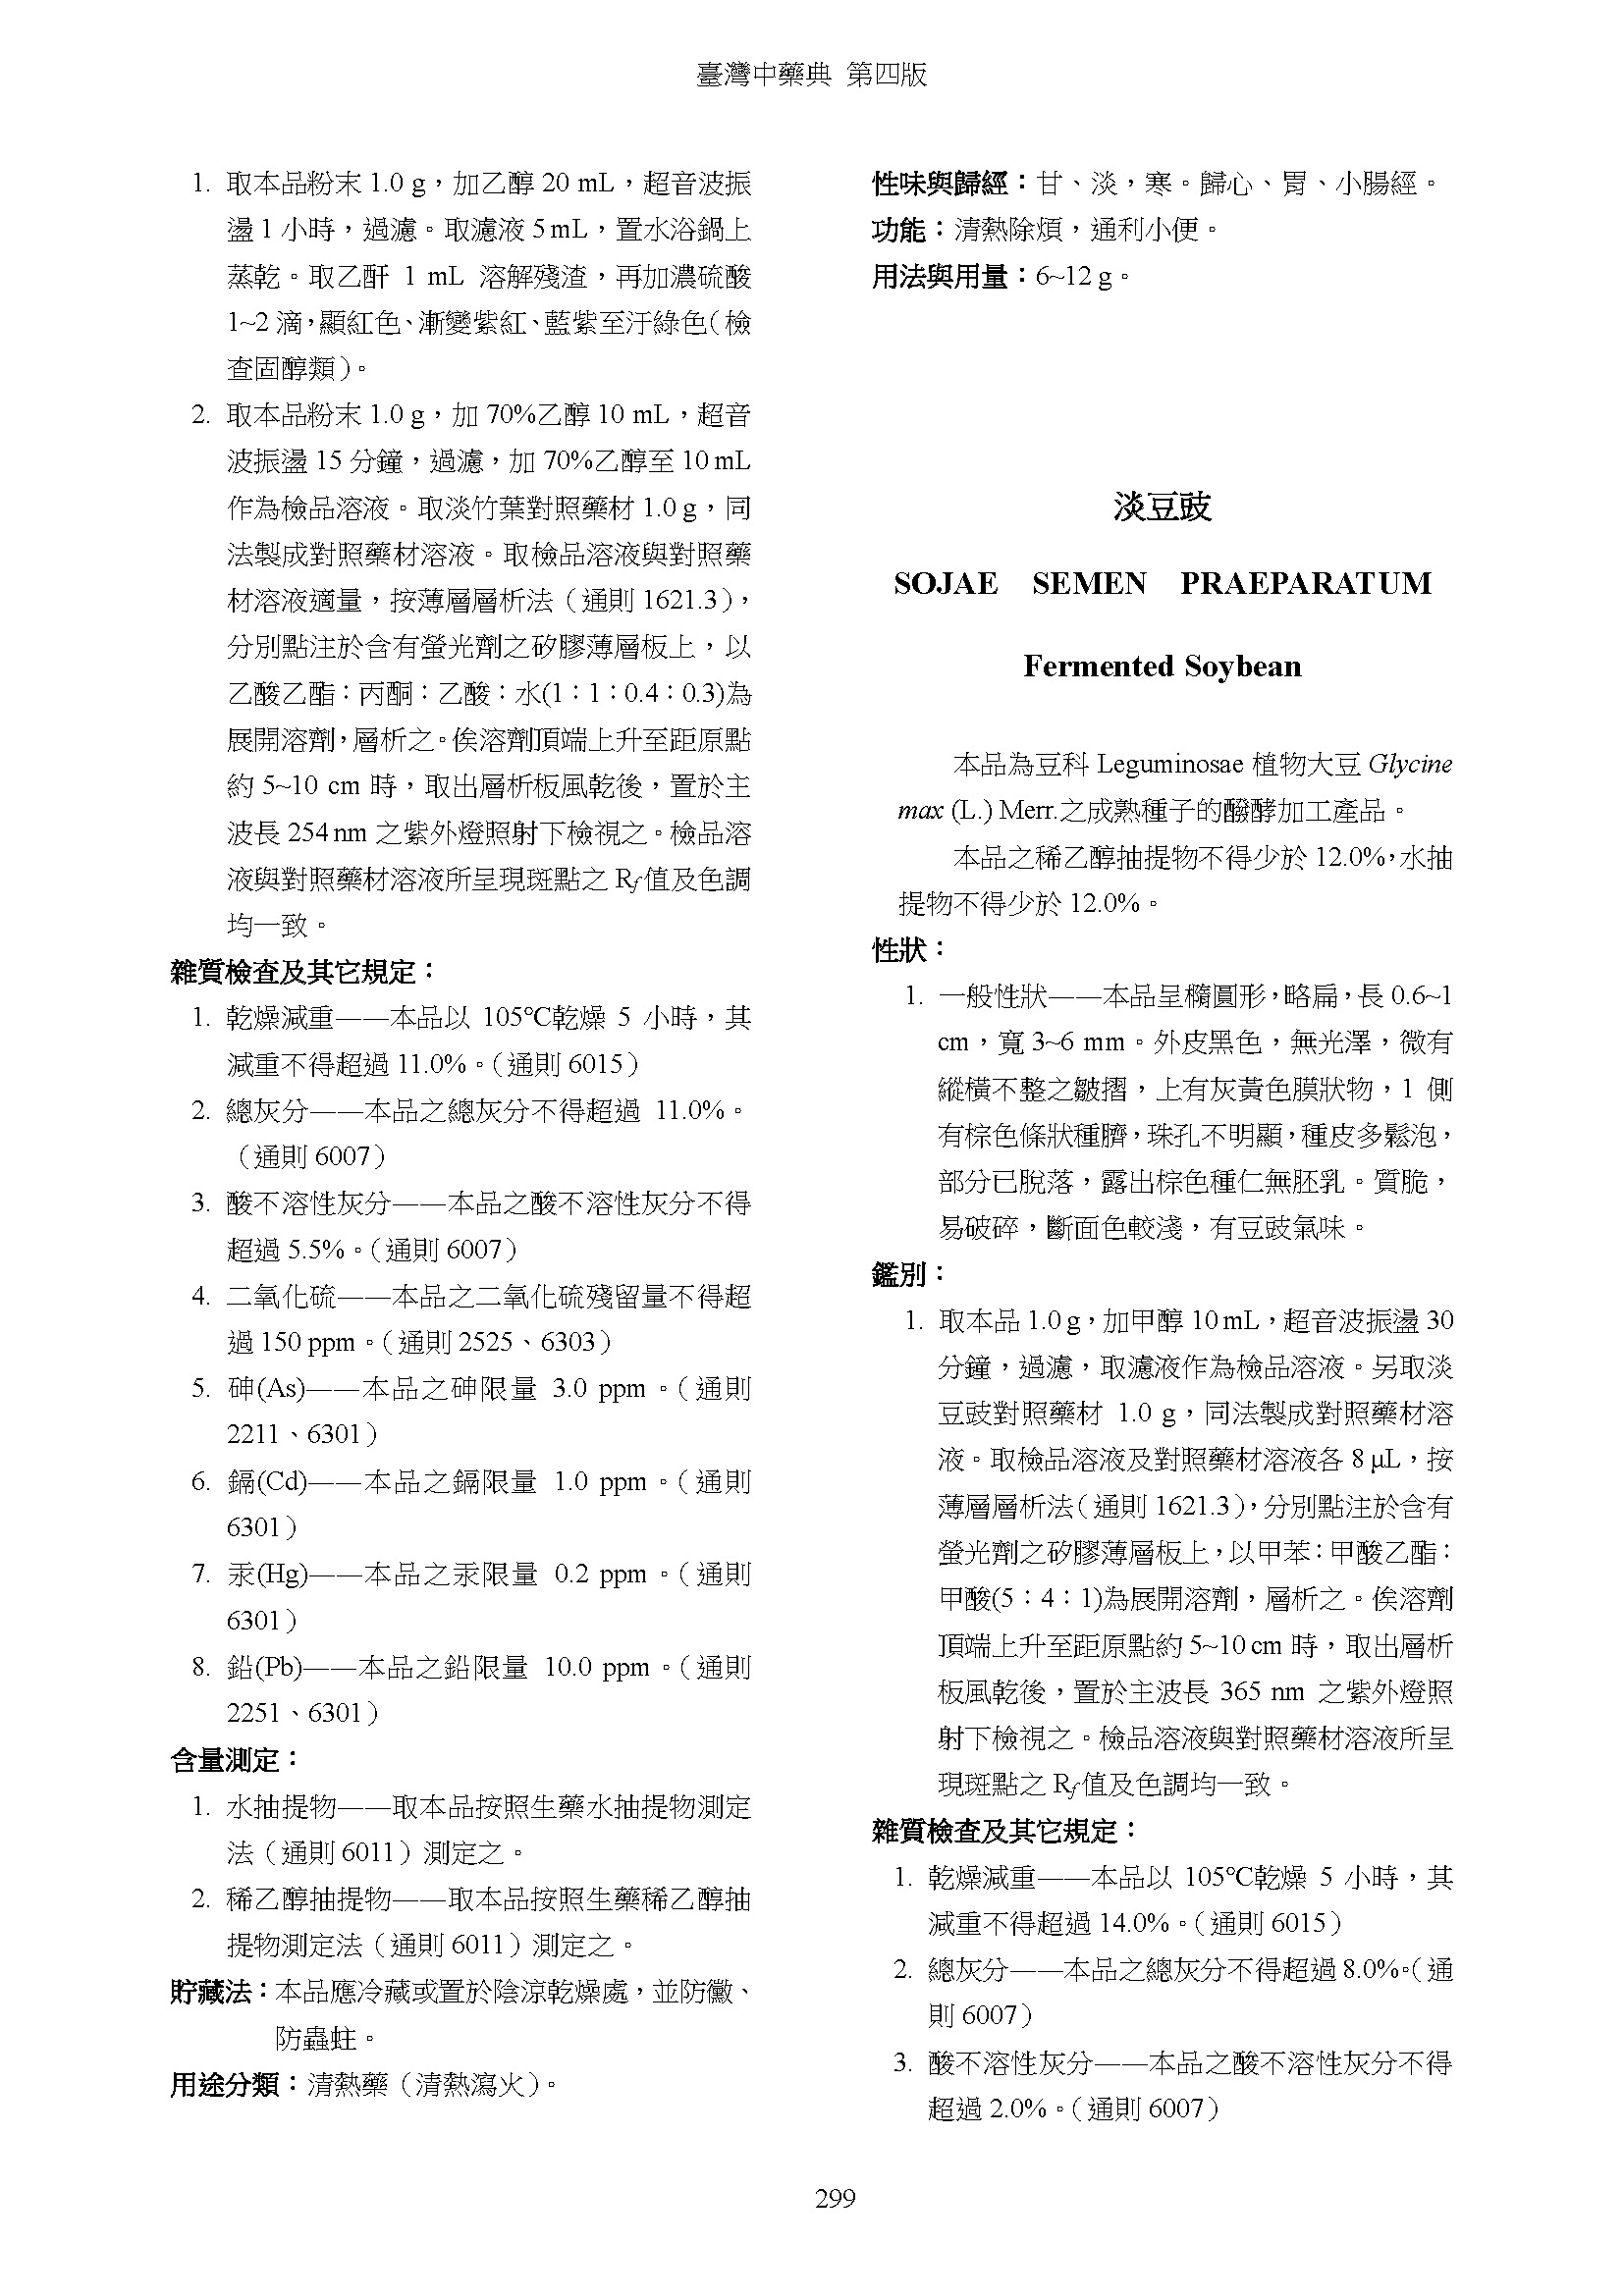 臺灣中藥典 第四版
1. 取本品粉末 1.0 g，加乙醇 20 mL，超音波振
盪 1 小時，過濾。取濾液 5 mL，置水浴鍋上
蒸乾。取乙酐 1 mL 溶解殘渣，再加濃硫酸
1~2 滴，顯紅色、漸變紫紅、藍紫至汙綠色（檢
查固醇類）。
2. 取本品粉末 1.0 g，加 70%乙醇 10 mL，超音
波振盪 15 分鐘，過濾，加 70%乙醇至 10 mL
作為檢品溶液。取淡竹葉對照藥材 1.0 g，同
法製成對照藥材溶液。取檢品溶液與對照藥
材溶液適量，按薄層層析法（通則 1621.3），
分別點注於含有螢光劑之矽膠薄層板上，以
乙酸乙酯：丙酮：乙酸：水(1：1：0.4：0.3)為
展開溶劑，層析之。俟溶劑頂端上升至距原點
約 5~10 cm 時，取出層析板風乾後，置於主
波長 254 nm 之紫外燈照射下檢視之。檢品溶
液與對照藥材溶液所呈現斑點之 Rf 值及色調
均一致。
雜質檢查及其它規定：
1. 乾燥減重——本品以 105℃乾燥 5 小時，其
減重不得超過 11.0%。（通則 6015）
2. 總灰分——本品之總灰分不得超過 11.0%。
（通則 6007）
3. 酸不溶性灰分——本品之酸不溶性灰分不得
超過 5.5%。（通則 6007）
4. 二氧化硫——本品之二氧化硫殘留量不得超
過 150 ppm。（通則 2525、6303）
5. 砷(As)——本品之砷限量 3.0 ppm。（通則
2211、6301）
6. 鎘(Cd)——本品之鎘限量 1.0 ppm。（通則
6301）
7. 汞(Hg)——本品之汞限量 0.2 ppm。（通則
6301）
8. 鉛(Pb)——本品之鉛限量 10.0 ppm。（通則
2251、6301）
含量測定：
1. 水抽提物——取本品按照生藥水抽提物測定
法（通則 6011）測定之。
2. 稀乙醇抽提物——取本品按照生藥稀乙醇抽
提物測定法（通則 6011）測定之。
貯藏法：本品應冷藏或置於陰涼乾燥處，並防黴、
防蟲蛀。
用途分類：清熱藥（清熱瀉火）。
性味與歸經：甘、淡，寒。歸心、胃、小腸經。
功能：清熱除煩，通利小便。
用法與用量：6~12 g。
淡豆豉
SOJAE SEMEN PRAEPARATUM
Fermented Soybean
本品為豆科 Leguminosae 植物大豆 Glycine
max (L.) Merr.之成熟種子的醱酵加工產品。
本品之稀乙醇抽提物不得少於 12.0%，水抽
提物不得少於 12.0%。
性狀：
1. 一般性狀——本品呈橢圓形，略扁，長 0.6~1
cm，寬 3~6 mm。外皮黑色，無光澤，微有
縱橫不整之皺摺，上有灰黃色膜狀物，1 側
有棕色條狀種臍，珠孔不明顯，種皮多鬆泡，
部分已脫落，露出棕色種仁無胚乳。質脆，
易破碎，斷面色較淺，有豆豉氣味。
鑑別：
1. 取本品 1.0 g，加甲醇 10 mL，超音波振盪 30
分鐘，過濾，取濾液作為檢品溶液。另取淡
豆豉對照藥材 1.0 g，同法製成對照藥材溶
液。取檢品溶液及對照藥材溶液各 8 μL，按
薄層層析法（通則 1621.3），分別點注於含有
螢光劑之矽膠薄層板上，以甲苯：甲酸乙酯：
甲酸(5：4：1)為展開溶劑，層析之。俟溶劑
頂端上升至距原點約 5~10 cm 時，取出層析
板風乾後，置於主波長 365 nm 之紫外燈照
射下檢視之。檢品溶液與對照藥材溶液所呈
現斑點之 Rf 值及色調均一致。
雜質檢查及其它規定：
1. 乾燥減重——本品以 105℃乾燥 5 小時，其
減重不得超過 14.0%。（通則 6015）
2. 總灰分——本品之總灰分不得超過 8.0%。（通
則 6007）
3. 酸不溶性灰分——本品之酸不溶性灰分不得
超過 2.0%。（通則 6007）
299